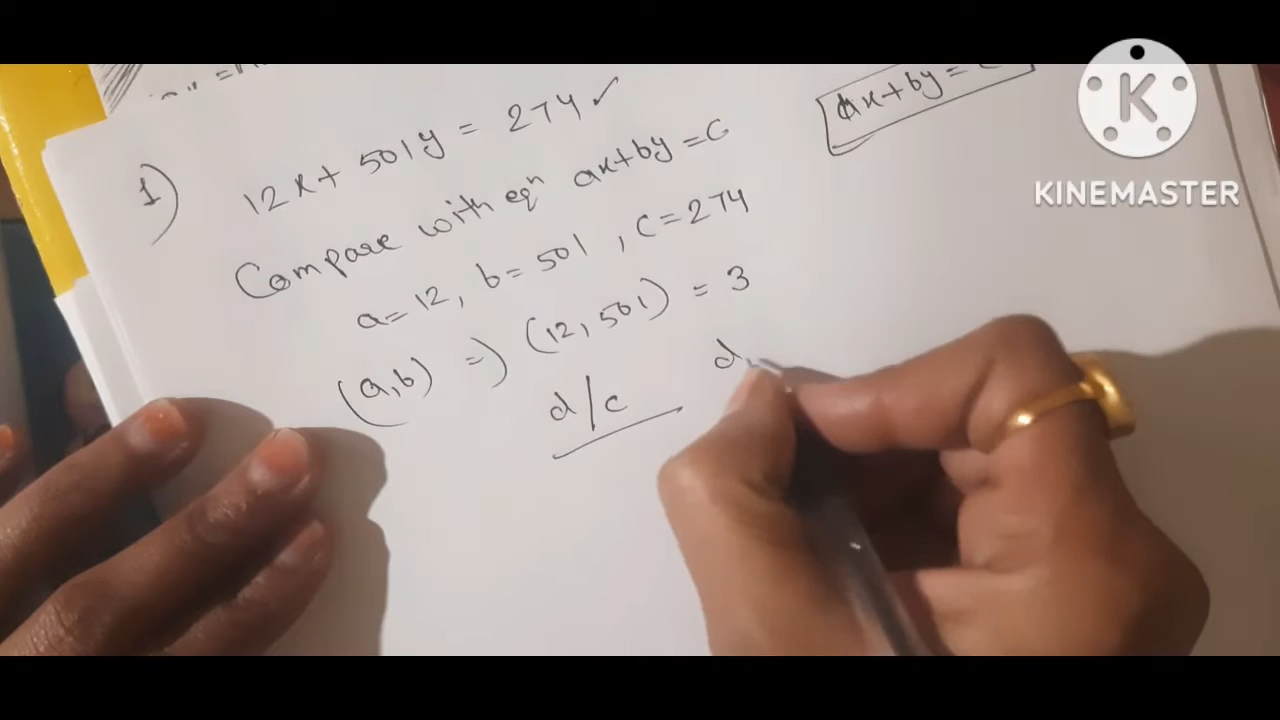 ax+by =
1) 12x + 501y = 274 ✓
Compare with eqn ax+by = C
a = 12, b = 501, C = 274
(a,b) => (12, 501) = 3
d/c
d
K
KINEMASTER